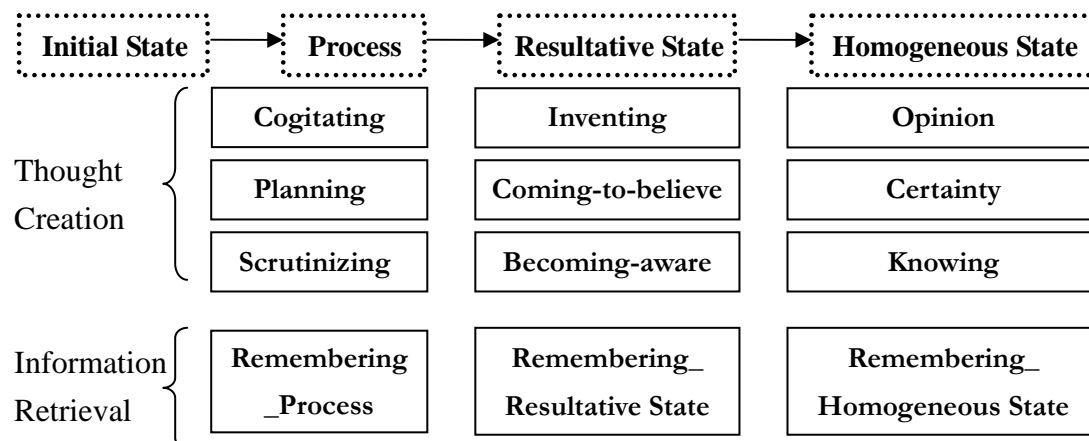 Initial State
Process
Resultative State
Homogeneous State
Thought
Creation
Cogitating
Inventing
Opinion
Planning
Coming-to-believe
Certainty
Scrutinizing
Becoming-aware
Knowing
Information
Retrieval
Remembering
_Process
Remembering_
Resultative State
Remembering_
Homogeneous State